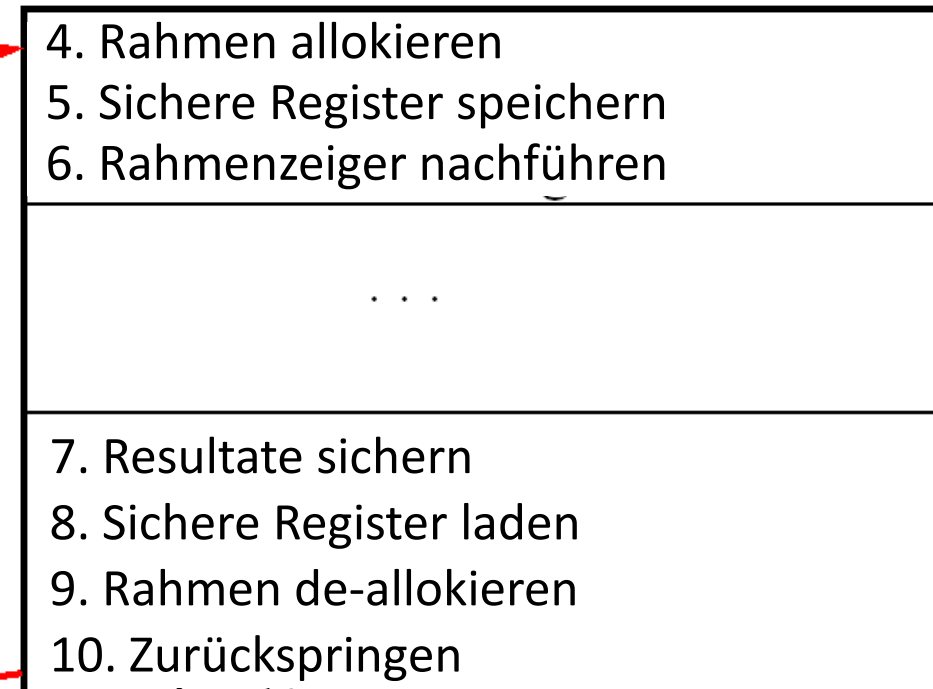 4. Rahmen allokieren
5. Sichere Register speichern
6. Rahmenzeiger nachführen
. . .
7. Resultate sichern
8. Sichere Register laden
9. Rahmen de-allokieren
10. Zurückspringen